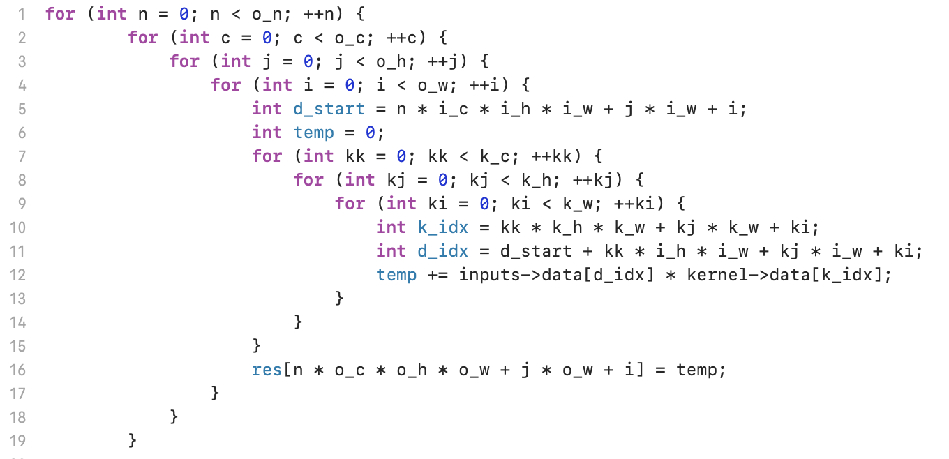 1 for (int n = 0; n < o_n; ++n) {
2 for (int c = 0; c < o_c; ++c) {
3 for (int j = 0; j < o_h; ++j) {
4 for (int i = 0; i < o_w; ++i) {
5 int d_start = n * i_c * i_h * i_w + j * i_w + i;
6 int temp = 0;
7 for (int kk = 0; kk < k_c; ++kk) {
8 for (int kj = 0; kj < k_h; ++kj) {
9 for (int ki = 0; ki < k_w; ++ki) {
10 int k_idx = kk * k_h * k_w + kj * k_w + ki;
11 int d_idx = d_start + kk * i_h * i_w + kj * i_w + ki;
12 temp += inputs->data[d_idx] * kernel->data[k_idx];
13 }
14 }
15 }
16 res[n * o_c * o_h * o_w + j * o_w + i] = temp;
17 }
18 }
19 }